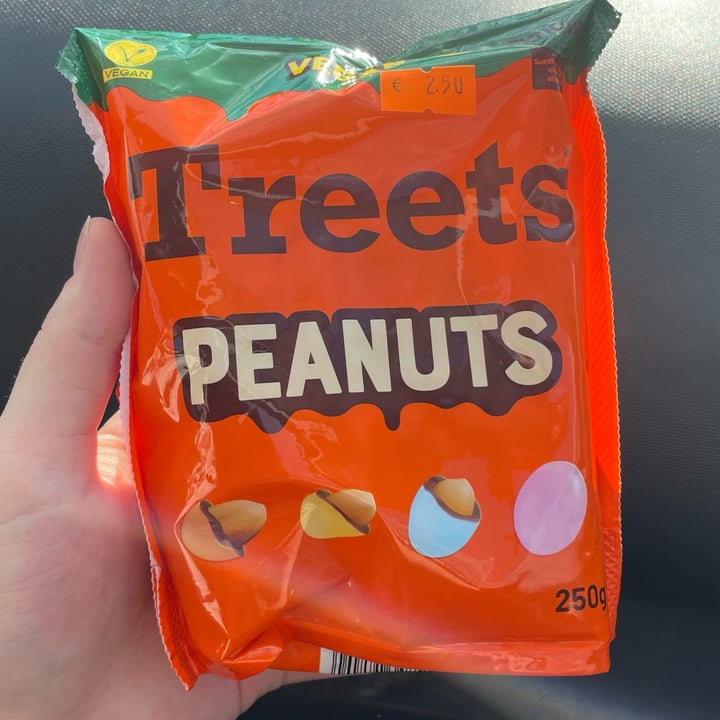 VEGAN
€ 2.50
Treets
PEANUTS
250g